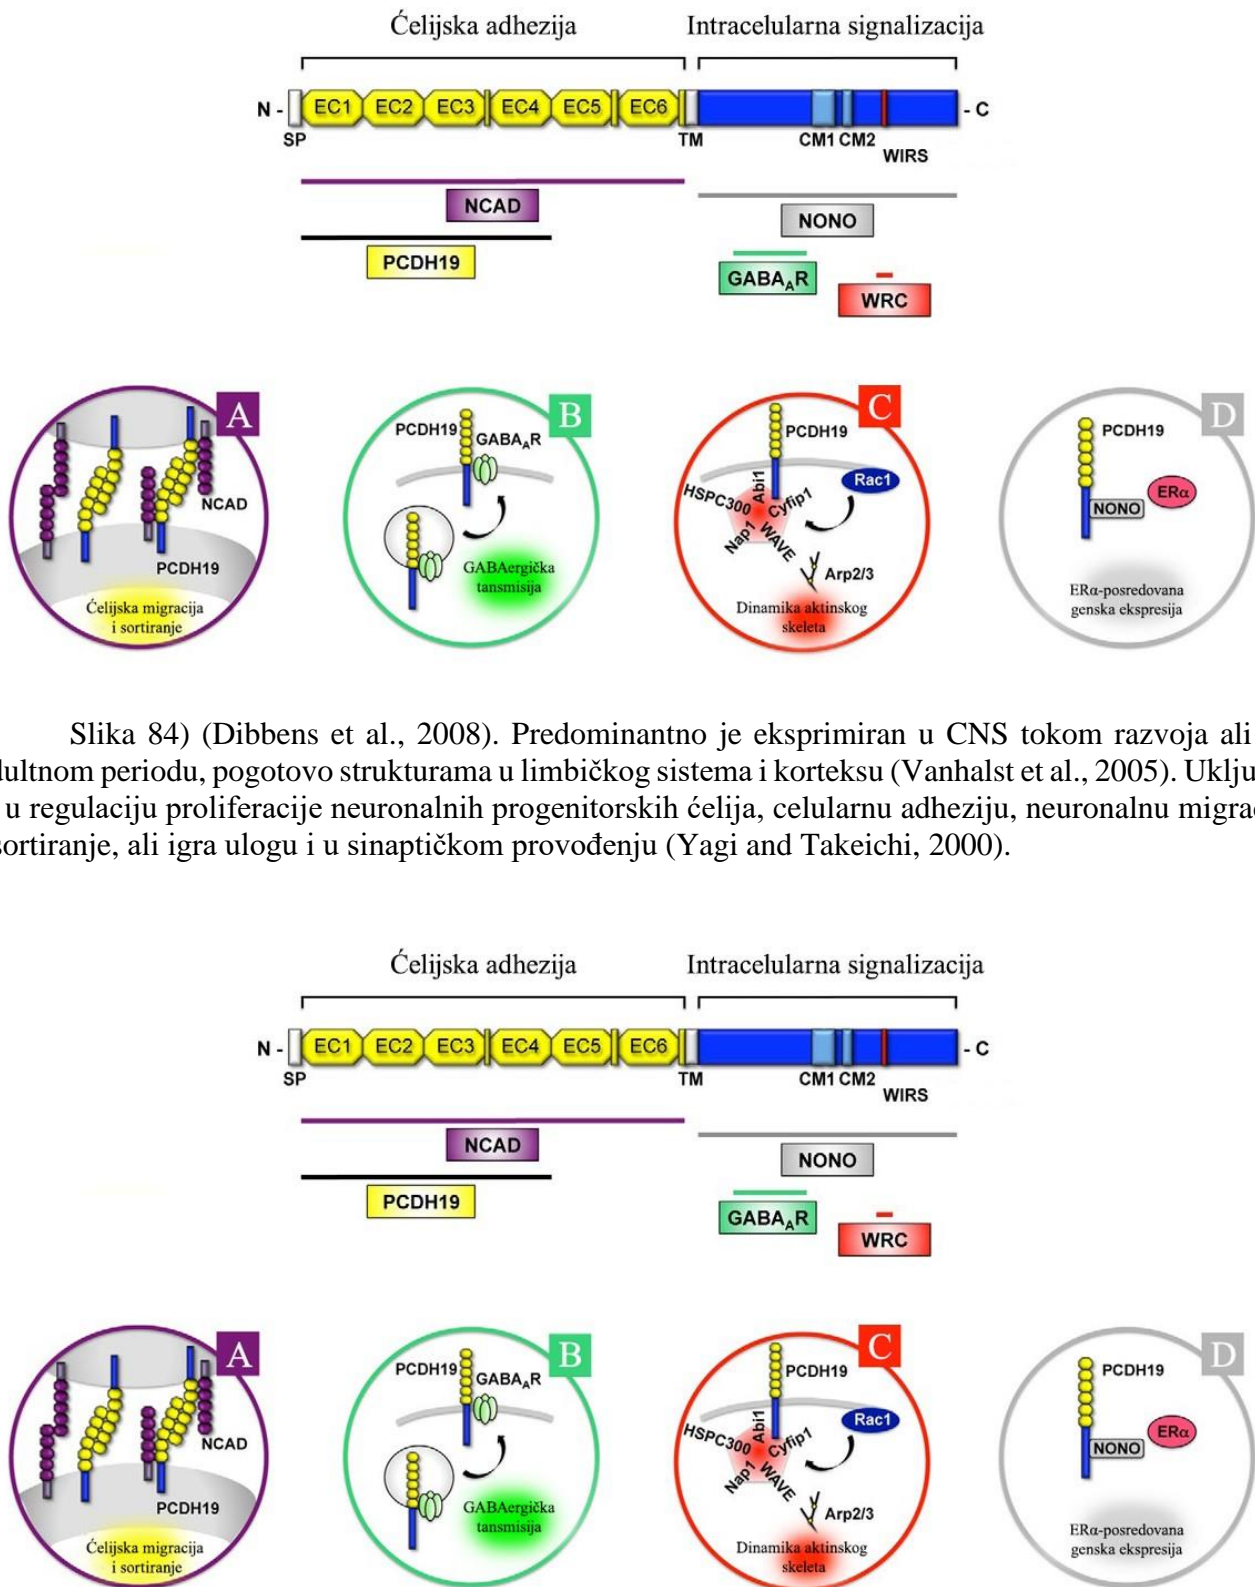 Ćelijska adhezija Intracelularna signalizacija
N - EC1 EC2 EC3 EC4 EC5 EC6 - C
SP TM CM1 CM2
WIRS
NCAD
NONO
PCDH19
GABAAR
WRC
A
NCAD
PCDH19
Ćelijska migracija
i sortiranje
B
PCDH19
GABAAR
GABAergička
tansmisija
C
PCDH19
Rac1
HSPC300
Abi1
Cyfip1
Nap1
WAVE
Arp2/3
Dinamika aktinskog
skeleta
D
PCDH19
ERα
NONO
ERα-posredovana
genska ekspresija
Slika 84) (Dibbens et al., 2008). Predominantno je eksprimiran u CNS tokom razvoja ali
dultnom periodu, pogotovo strukturama u limbičkog sistema i korteksu (Vanhalst et al., 2005). Uklju
u regulaciju proliferacije neuronalnih progenitorskih ćelija, celularnu adheziju, neuronalnu migra
sortiranje, ali igra ulogu i u sinaptičkom provođenju (Yagi and Takeichi, 2000).
Ćelijska adhezija Intracelularna signalizacija
N - EC1 EC2 EC3 EC4 EC5 EC6 - C
SP TM CM1 CM2
WIRS
NCAD
NONO
PCDH19
GABAAR
WRC
A
NCAD
PCDH19
Ćelijska migracija
i sortiranje
B
PCDH19
GABAAR
GABAergička
tansmisija
C
PCDH19
Rac1
HSPC300
Abi1
Cyfip1
Nap1
WAVE
Arp2/3
Dinamika aktinskog
skeleta
D
PCDH19
ERα
NONO
ERα-posredovana
genska ekspresija